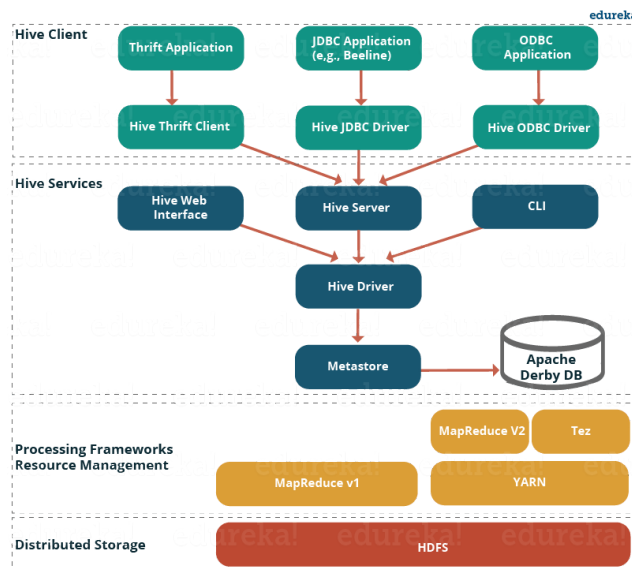 edureka!
Hive Client
Thrift Application
JDBC Application
(e,g., Beeline)
ODBC
Application
Hive Thrift Client
Hive JDBC Driver
Hive ODBC Driver
Hive Services
Hive Web
Interface
Hive Server
CLI
Hive Driver
Metastore
Apache
Derby DB
Processing Frameworks
Resource Management
MapReduce V2
Tez
MapReduce v1
YARN
Distributed Storage
HDFS